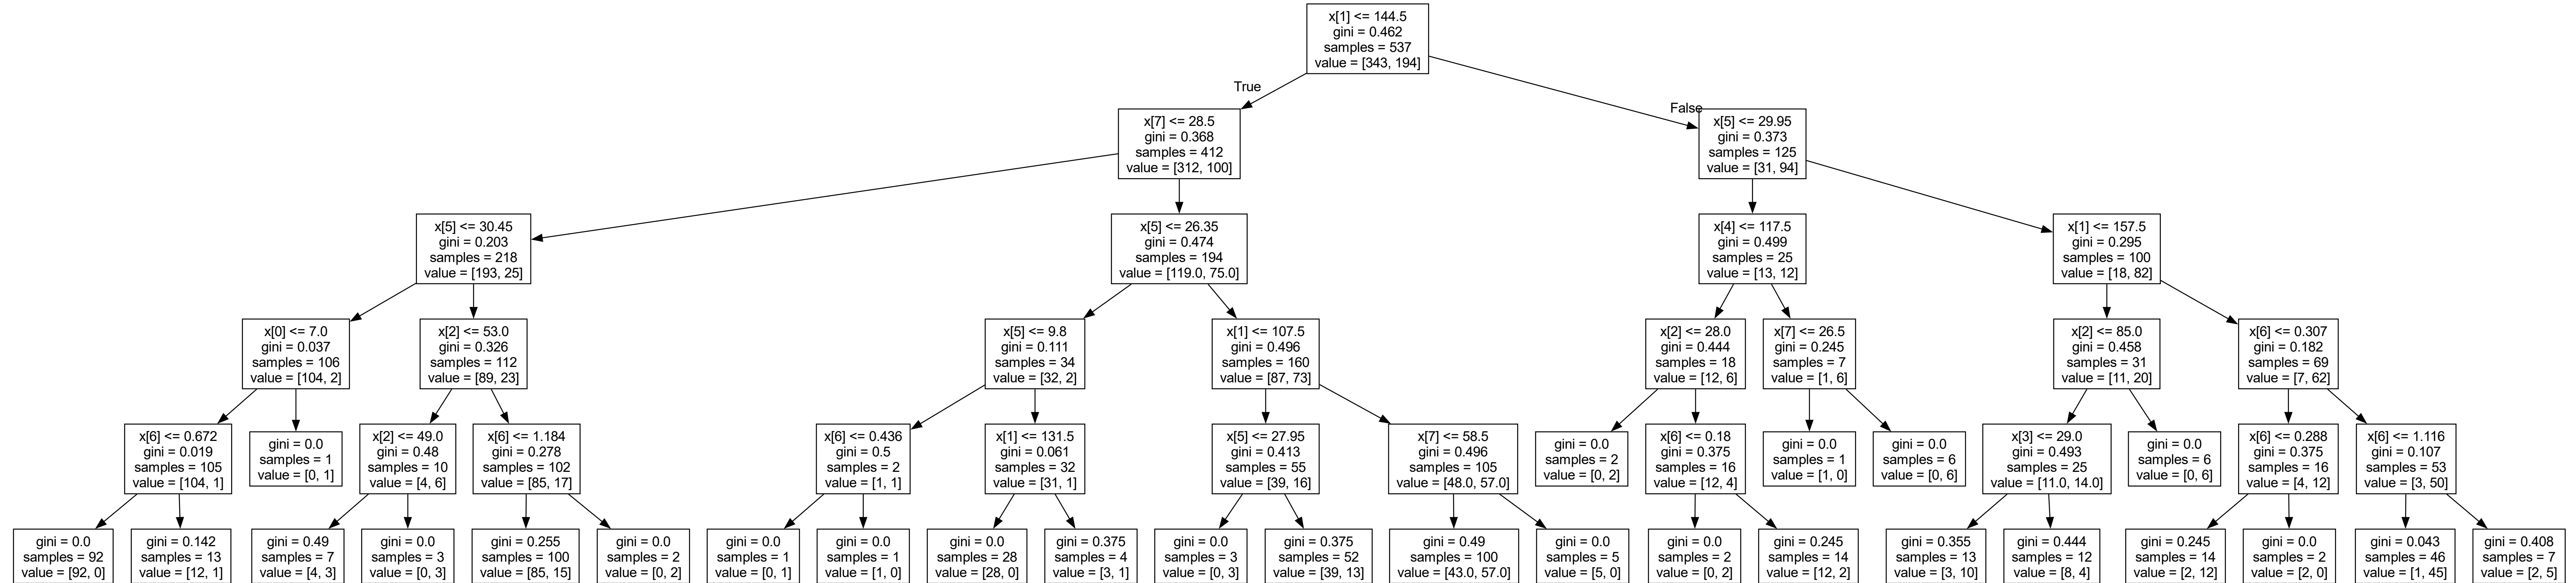 x[1] <= 144.5
gini = 0.462
samples = 537
value = [343, 194]
True
False
x[7] <= 28.5
gini = 0.368
samples = 412
value = [312, 100]
x[5] <= 29.95
gini = 0.373
samples = 125
value = [31, 94]
x[5] <= 30.45
gini = 0.203
samples = 218
value = [193, 25]
x[5] <= 26.35
gini = 0.474
samples = 194
value = [119.0, 75.0]
x[4] <= 117.5
gini = 0.499
samples = 25
value = [13, 12]
x[1] <= 157.5
gini = 0.295
samples = 100
value = [18, 82]
x[0] <= 7.0
gini = 0.037
samples = 106
value = [104, 2]
x[2] <= 53.0
gini = 0.326
samples = 112
value = [89, 23]
x[5] <= 9.8
gini = 0.111
samples = 34
value = [32, 2]
x[1] <= 107.5
gini = 0.496
samples = 160
value = [87, 73]
x[2] <= 28.0
gini = 0.444
samples = 18
value = [12, 6]
x[7] <= 26.5
gini = 0.245
samples = 7
value = [1, 6]
x[2] <= 85.0
gini = 0.458
samples = 31
value = [11, 20]
x[6] <= 0.307
gini = 0.182
samples = 69
value = [7, 62]
x[6] <= 0.672
gini = 0.019
samples = 105
value = [104, 1]
gini = 0.0
samples = 1
value = [0, 1]
x[2] <= 49.0
gini = 0.48
samples = 10
value = [4, 6]
x[6] <= 1.184
gini = 0.278
samples = 102
value = [85, 17]
x[6] <= 0.436
gini = 0.5
samples = 2
value = [1, 1]
x[1] <= 131.5
gini = 0.061
samples = 32
value = [31, 1]
x[5] <= 27.95
gini = 0.413
samples = 55
value = [39, 16]
x[7] <= 58.5
gini = 0.496
samples = 105
value = [48.0, 57.0]
gini = 0.0
samples = 2
value = [0, 2]
x[6] <= 0.18
gini = 0.375
samples = 16
value = [12, 4]
gini = 0.0
samples = 1
value = [1, 0]
gini = 0.0
samples = 6
value = [0, 6]
x[3] <= 29.0
gini = 0.493
samples = 25
value = [11.0, 14.0]
gini = 0.0
samples = 6
value = [0, 6]
x[6] <= 0.288
gini = 0.375
samples = 16
value = [4, 12]
x[6] <= 1.116
gini = 0.107
samples = 53
value = [3, 50]
gini = 0.0
samples = 92
value = [92, 0]
gini = 0.142
samples = 13
value = [12, 1]
gini = 0.49
samples = 7
value = [4, 3]
gini = 0.0
samples = 3
value = [0, 3]
gini = 0.255
samples = 100
value = [85, 15]
gini = 0.0
samples = 2
value = [0, 2]
gini = 0.0
samples = 1
value = [0, 1]
gini = 0.0
samples = 1
value = [1, 0]
gini = 0.0
samples = 28
value = [28, 0]
gini = 0.375
samples = 4
value = [3, 1]
gini = 0.0
samples = 3
value = [0, 3]
gini = 0.375
samples = 52
value = [39, 13]
gini = 0.49
samples = 100
value = [43.0, 57.0]
gini = 0.0
samples = 5
value = [5, 0]
gini = 0.0
samples = 2
value = [0, 2]
gini = 0.245
samples = 14
value = [12, 2]
gini = 0.355
samples = 13
value = [3, 10]
gini = 0.444
samples = 12
value = [8, 4]
gini = 0.245
samples = 14
value = [2, 12]
gini = 0.0
samples = 2
value = [2, 0]
gini = 0.043
samples = 46
value = [1, 45]
gini = 0.408
samples = 7
value = [2, 5]